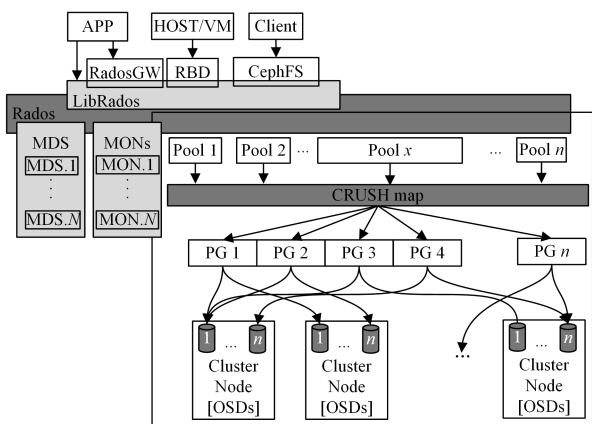 APP HOST/VM Client
RadosGW RBD CephFS
LibRados
Rados
MDS MONs Pool 1 Pool 2 ... Pool x ... Pool n
MDS.1 MON.1
CRUSH map
MDS.N MON.N
PG 1 PG 2 PG 3 PG 4 PG n
1 ... n 1 ... n ... 1 ... n
Cluster Cluster Cluster
Node Node Node
[OSDs] [OSDs] [OSDs]